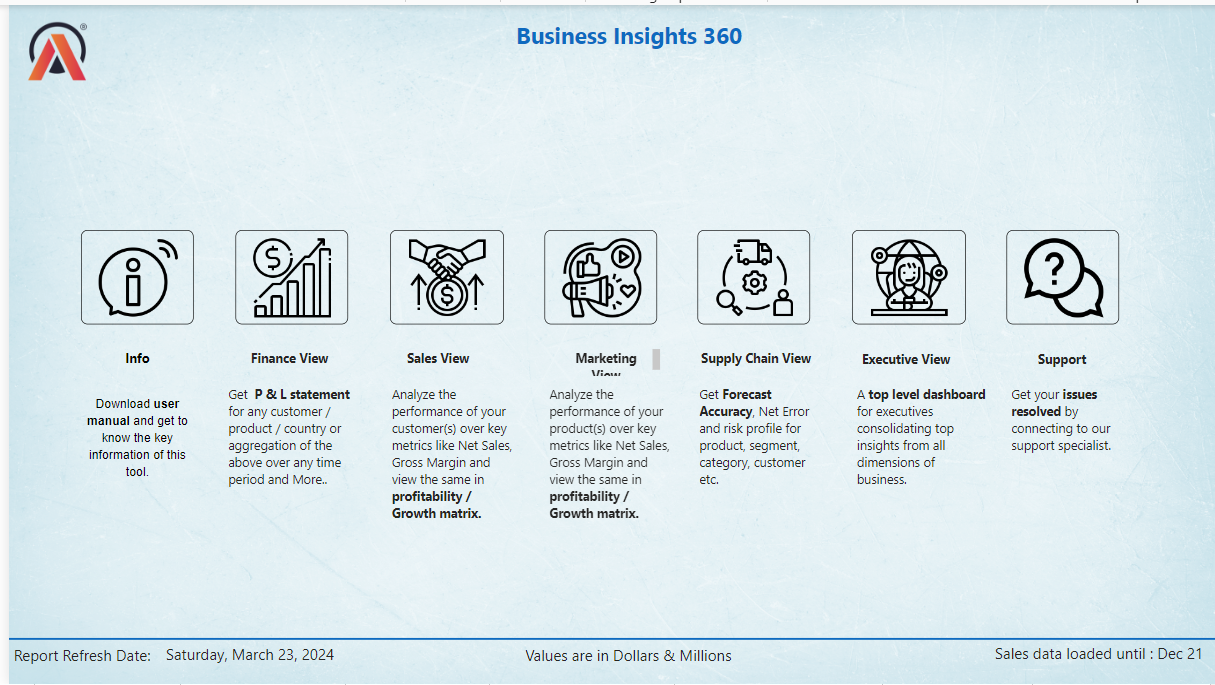 ®
Business Insights 360
$
$
?
Info
Finance View
Sales View
Marketing
View
Supply Chain View
Executive View
Support
Download user
manual and get to
know the key
information of this
tool.
Get P & L statement
for any customer /
product / country or
aggregation of the
above over any time
period and More..
Analyze the
performance of your
customer(s) over key
metrics like Net Sales,
Gross Margin and
view the same in
profitability /
Growth matrix.
Analyze the
performance of your
product(s) over key
metrics like Net Sales,
Gross Margin and
view the same in
profitability /
Growth matrix.
Get Forecast
Accuracy, Net Error
and risk profile for
product, segment,
category, customer
etc.
A top level dashboard
for executives
consolidating top
insights from all
dimensions of
business.
Get your issues
resolved by
connecting to our
support specialist.
Report Refresh Date: Saturday, March 23, 2024
Values are in Dollars & Millions
Sales data loaded until : Dec 21